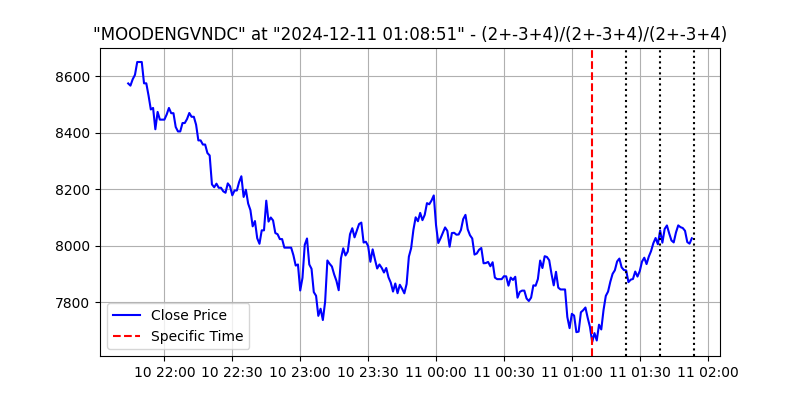 "MOODENGVNDC" at "2024-12-11 01:08:51" - (2+-3+4)/(2+-3+4)/(2+-3+4)
8600
8400
8200
8000
7800
Close Price
Specific Time
10 22:00 10 22:30 10 23:00 10 23:30 11 00:00 11 00:30 11 01:00 11 01:30 11 02:00